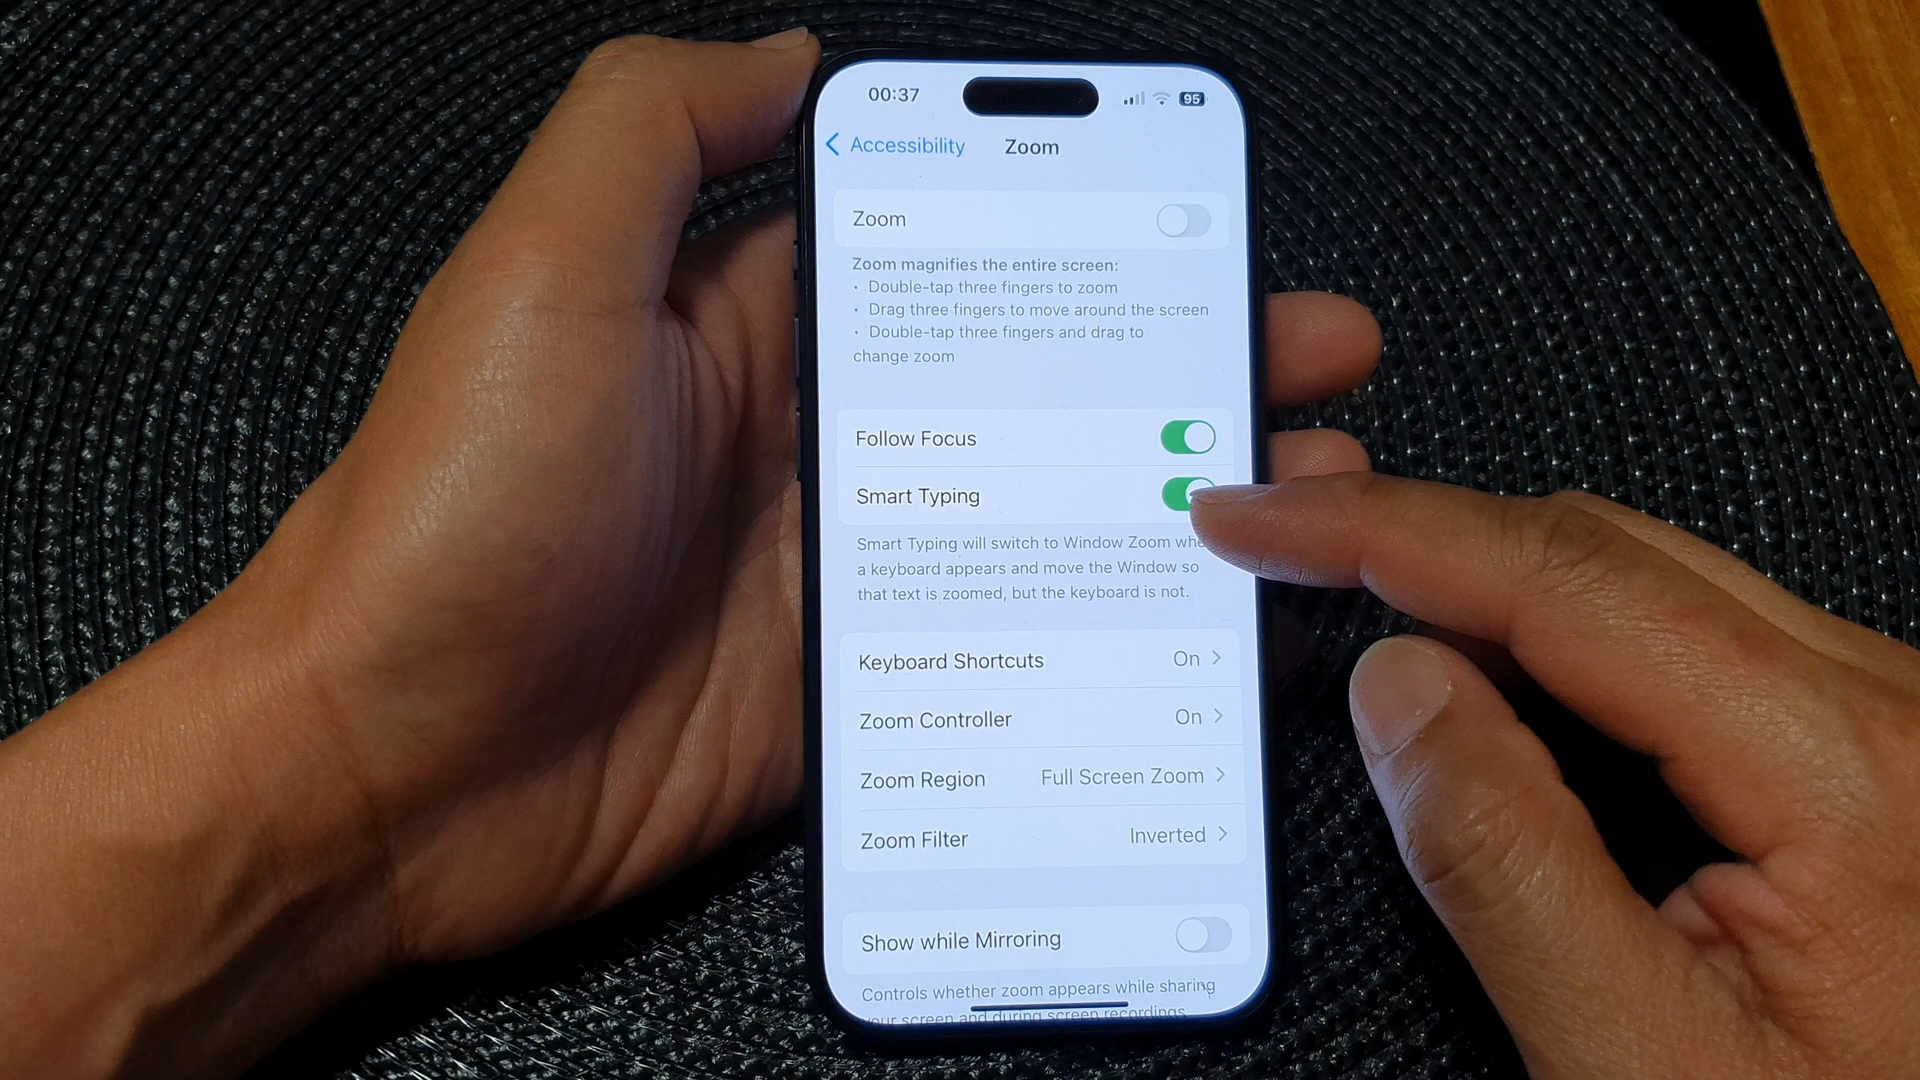 00:37
95
Accessibility
Zoom
Zoom
Zoom magnifies the entire screen:
• Double-tap three fingers to zoom
• Drag three fingers to move around the screen
• Double-tap three fingers and drag to
change zoom
Follow Focus
Smart Typing
Smart Typing will switch to Window Zoom whe
a keyboard appears and move the Window so
that text is zoomed, but the keyboard is not.
Keyboard Shortcuts On
Zoom Controller On
Zoom Region Full Screen Zoom
Zoom Filter Inverted
Show while Mirroring
Controls whether zoom appears while sharing
your screen and during screen recordings.